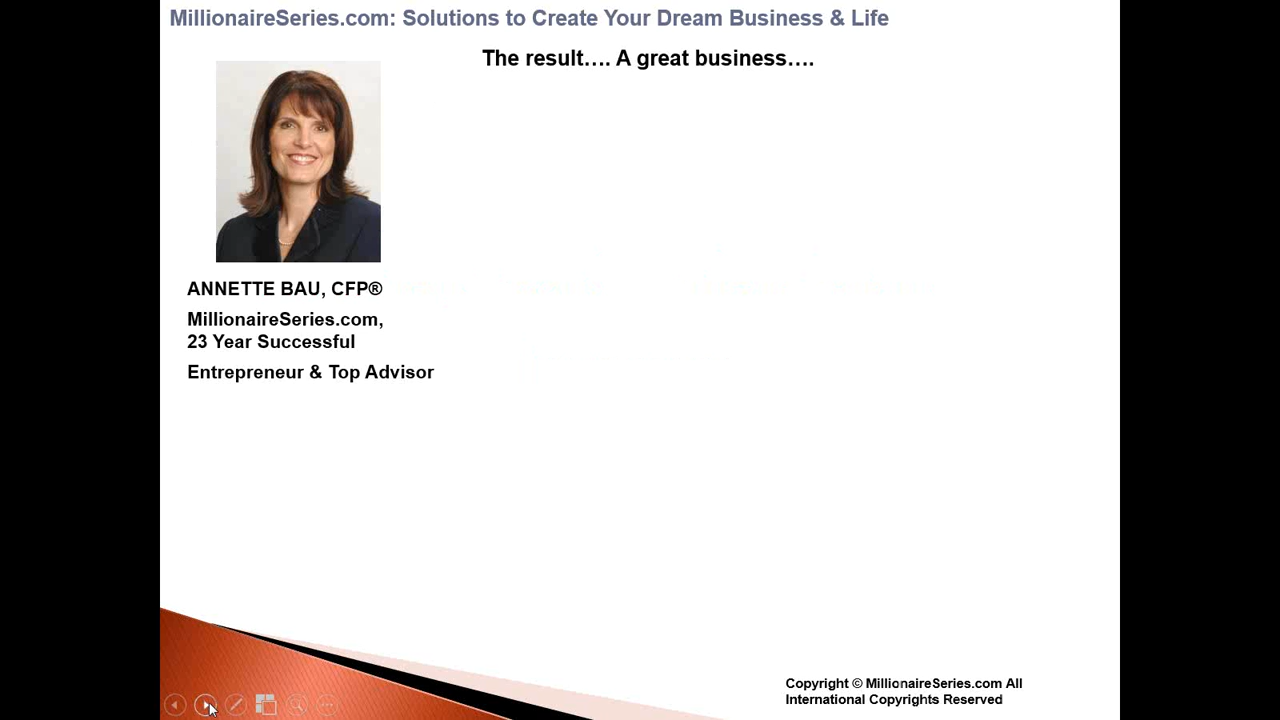 MillionaireSeries.com: Solutions to Create Your Dream Business & Life
The result…. A great business….
ANNETTE BAU, CFP®
MillionaireSeries.com,
23 Year Successful
Entrepreneur & Top Advisor
Copyright © MillionaireSeries.com All
International Copyrights Reserved